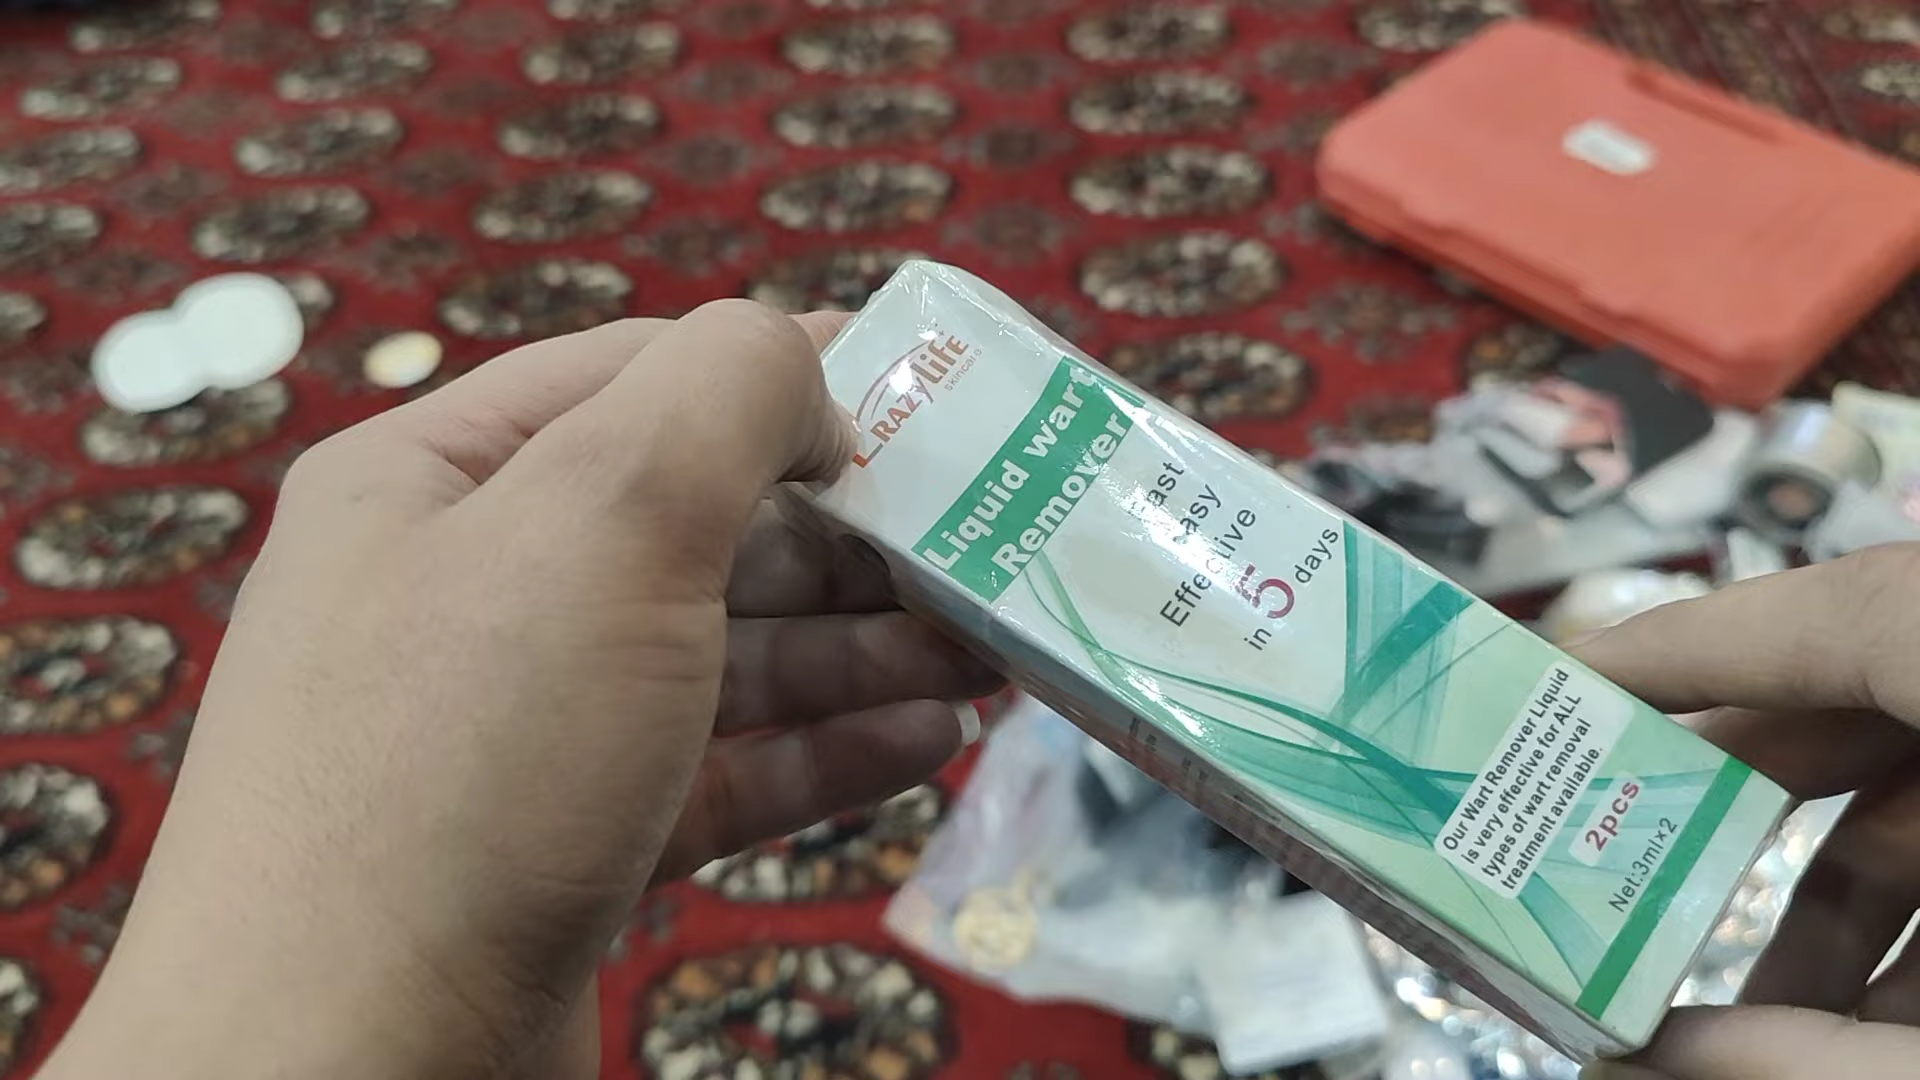 CRAZylife
skincare
Liquid wart
Remover
Fast
Easy
Effective
in 5 days
Our Wart Remover Liquid
is very effective for ALL
types of wart removal
treatment available.
2pcs
Net:3ml×2